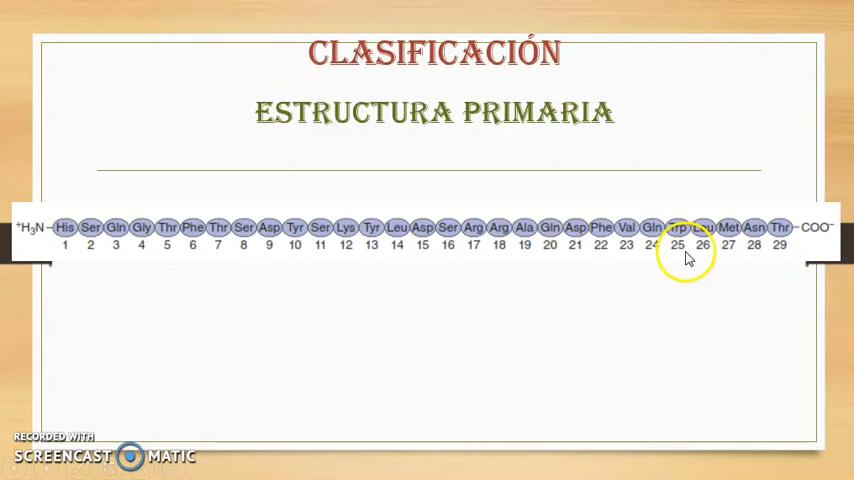 CLASIFICACIÓN
ESTRUCTURA PRIMARIA
⁺H₃N His Ser Gln Gly Thr Phe Thr Ser Asp Tyr Ser Lys Tyr Leu Asp Ser Arg Arg Ala Gln Asp Phe Val Gln Trp Leu Met Asn Thr COO⁻
1 2 3 4 5 6 7 8 9 10 11 12 13 14 15 16 17 18 19 20 21 22 23 24 25 26 27 28 29
RECORDED WITH
SCREENCAST MATIC